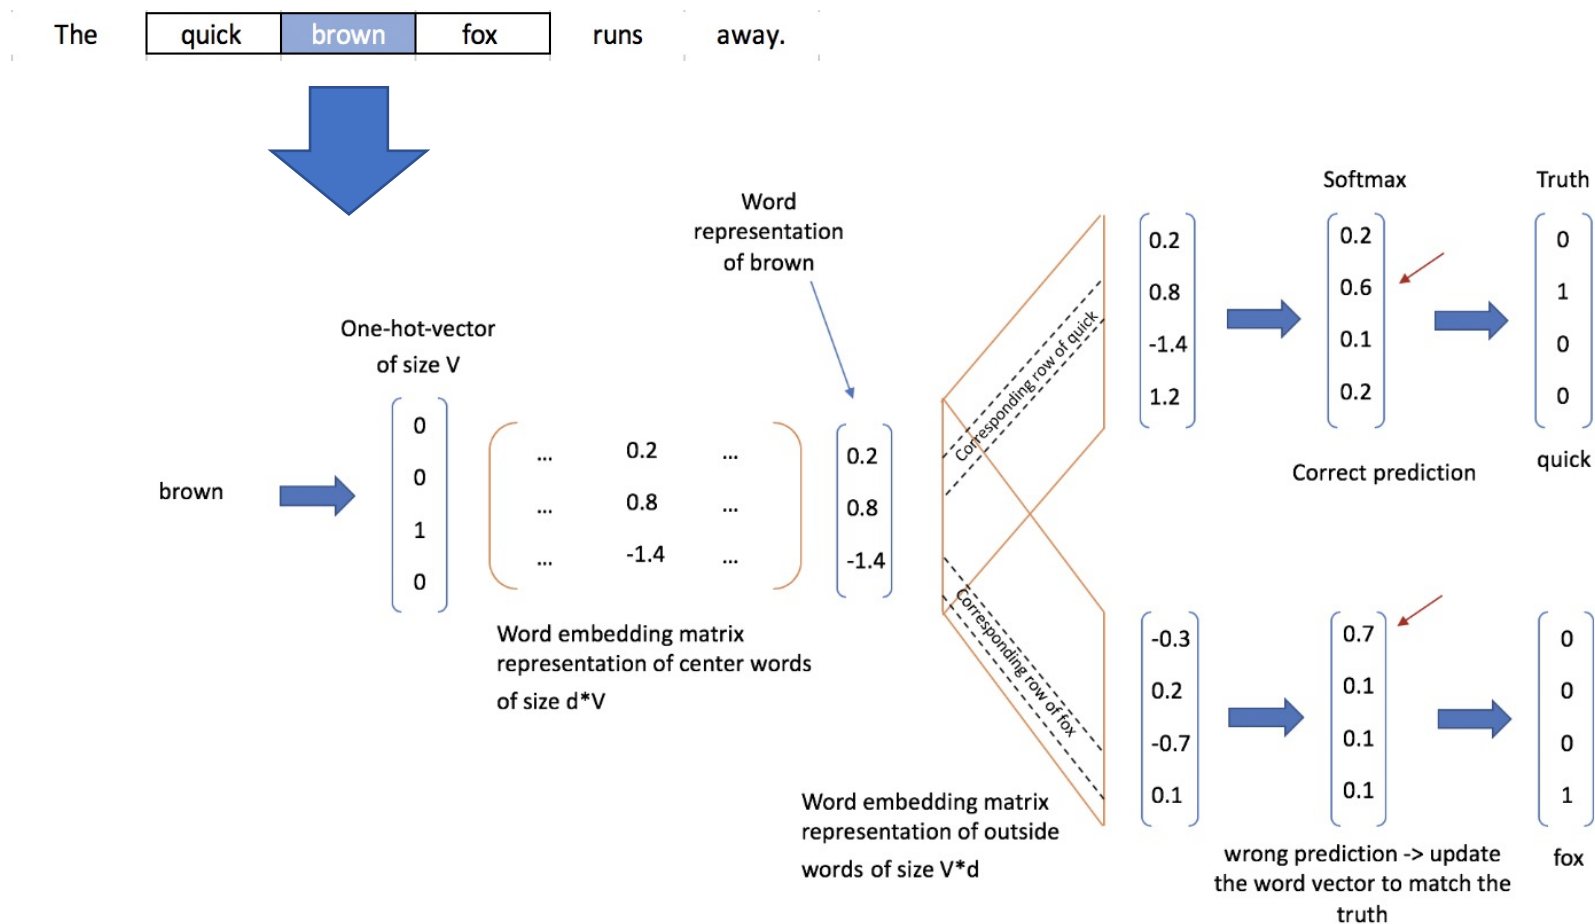 The quick brown fox runs away.
Softmax
Truth
Word
representation
of brown
One-hot-vector
of size V
brown
0
0
1
0
... 0.2 ...
... 0.8 ...
... -1.4 ...
Word embedding matrix
representation of center words
of size d*V
0.2
0.8
-1.4
Corresponding row of quick
Corresponding row of fox
Word embedding matrix
representation of outside
words of size V*d
0.2
0.8
-1.4
1.2
0.2
0.6
0.1
0.2
Correct prediction
0
1
0
0
quick
-0.3
0.2
-0.7
0.1
0.7
0.1
0.1
0.1
wrong prediction -> update
the word vector to match the
truth
0
0
0
1
fox